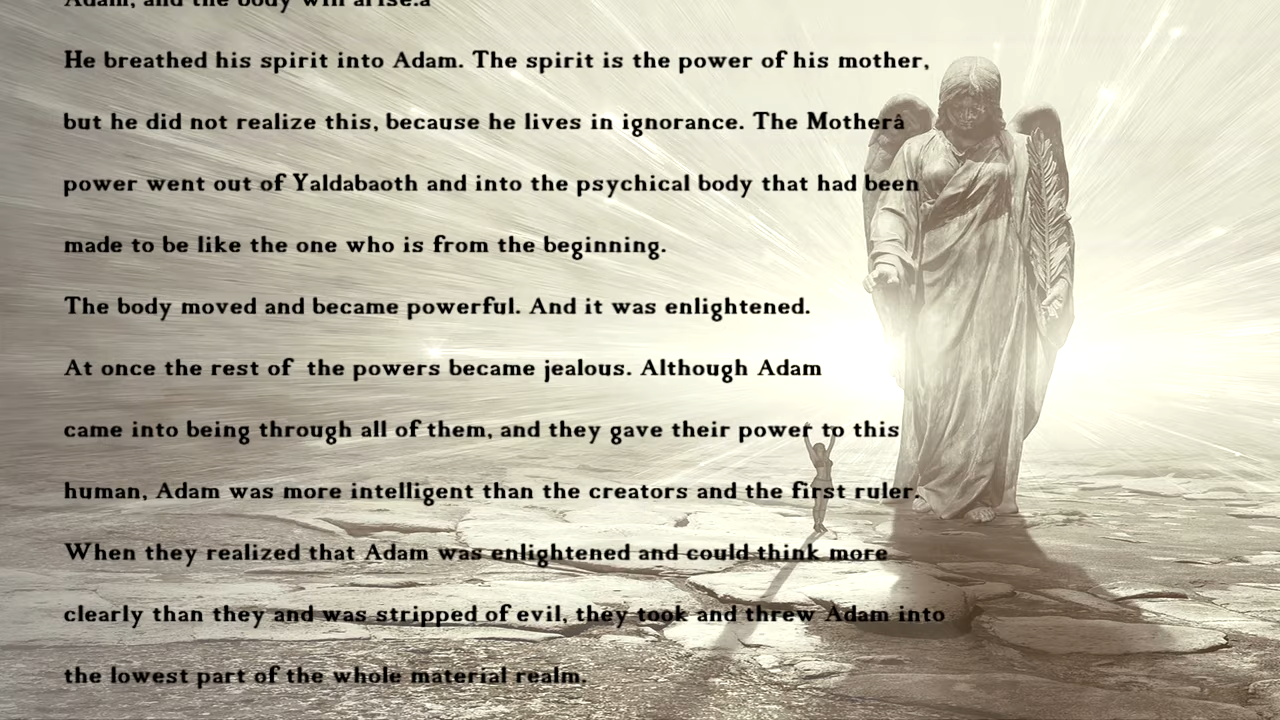 Adam, and the body will arise.â
He breathed his spirit into Adam. The spirit is the power of his mother,
but he did not realize this, because he lives in ignorance. The Motherâ
power went out of Yaldabaoth and into the psychical body that had been
made to be like the one who is from the beginning.
The body moved and became powerful. And it was enlightened.
At once the rest of  the powers became jealous. Although Adam
came into being through all of them, and they gave their power to this
human, Adam was more intelligent than the creators and the first ruler.
When they realized that Adam was enlightened and could think more
clearly than they and was stripped of evil, they took and threw Adam into
the lowest part of the whole material realm.